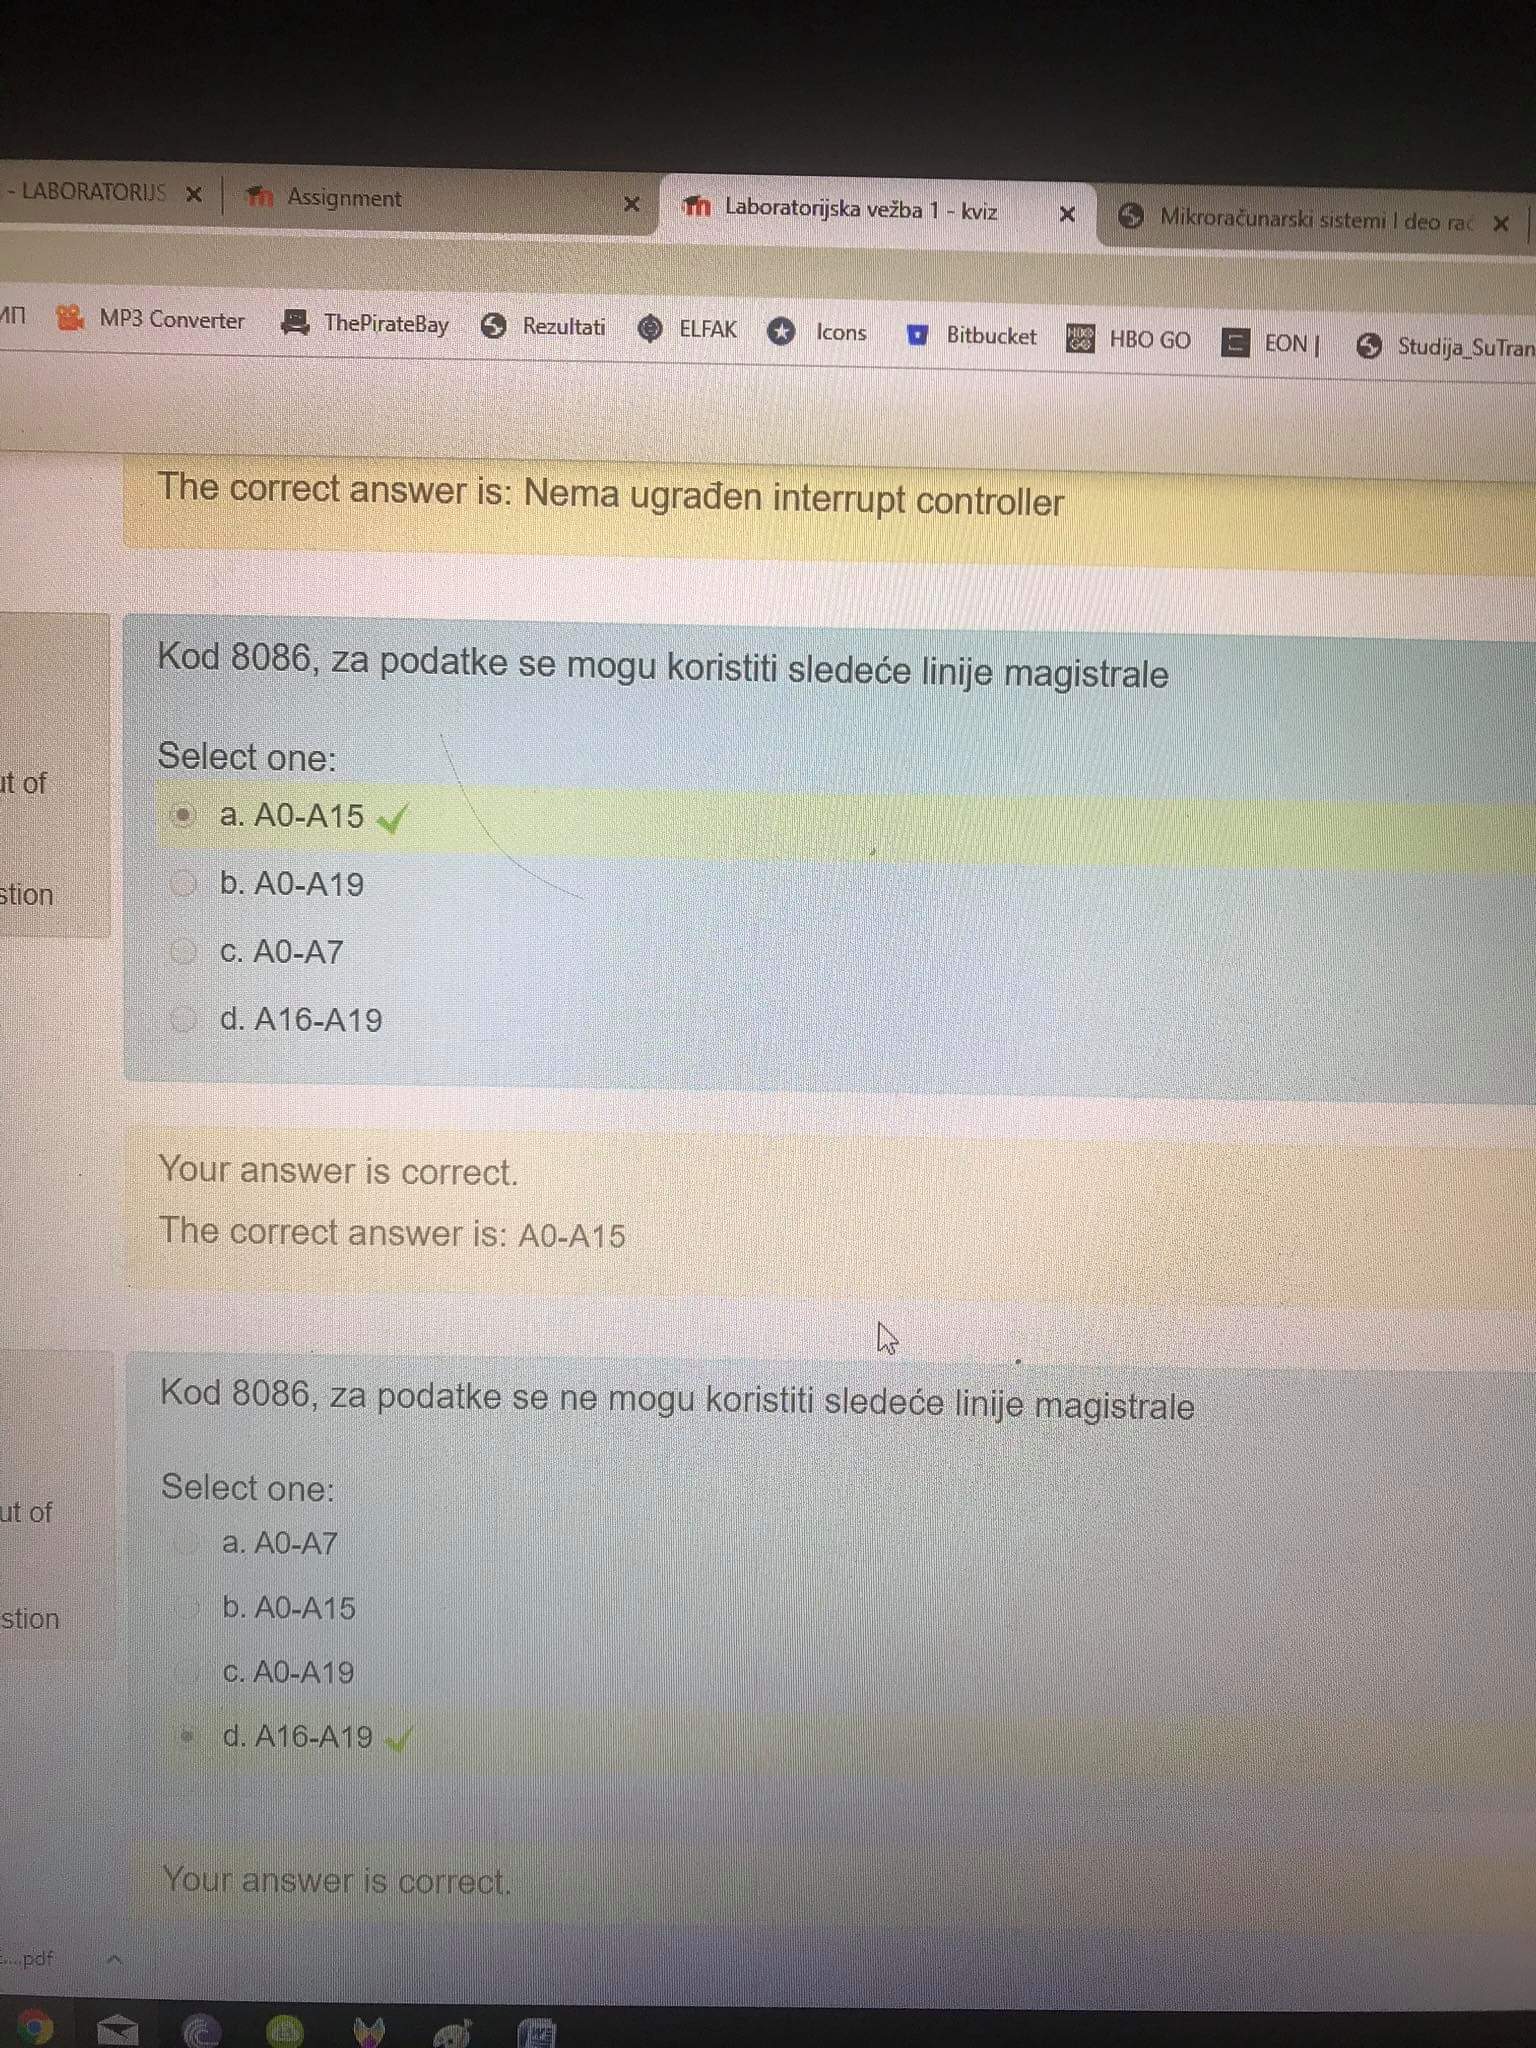 - LABORATORIJS
Assignment
Laboratorijska vežba 1 - kviz
Mikroračunarski sistemi I deo rač
ИП
MP3 Converter
ThePirateBay
Rezultati
ELFAK
Icons
Bitbucket
HBO GO
EON |
Studija_SuTran
The correct answer is: Nema ugrađen interrupt controller
Kod 8086, za podatke se mogu koristiti sledeće linije magistrale
Select one:
ut of
a. A0-A15
b. A0-A19
stion
c. A0-A7
d. A16-A19
Your answer is correct.
The correct answer is: A0-A15
Kod 8086, za podatke se ne mogu koristiti sledeće linije magistrale
Select one:
ut of
a. A0-A7
b. A0-A15
stion
c. A0-A19
d. A16-A19
Your answer is correct.
....pdf